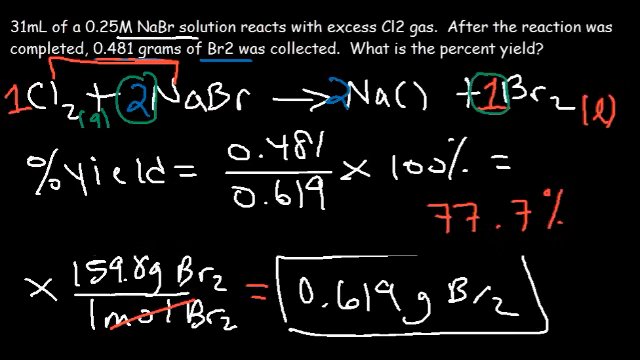 31mL of a 0.25M NaBr solution reacts with excess Cl2 gas. After the reaction was
completed, 0.481 grams of Br2 was collected. What is the percent yield?
1Cl2(g) + 2NaBr → 2NaCl + 1Br2(l)
% Yield = 0.481 / 0.619 × 100% =
77.7%
× 159.8g Br2 / 1mol Br2 = 0.619g Br2